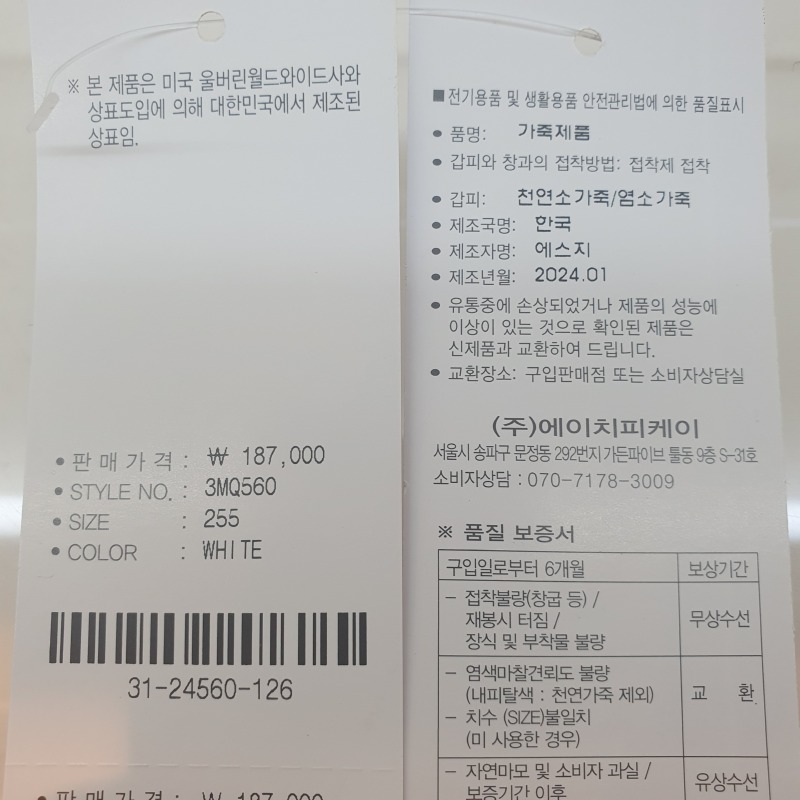 ※ 본 제품은 미국 울버린월드와이드사와
상표도입에 의해 대한민국에서 제조된
상표임.
• 판매가격 : ₩ 187,000
• STYLE NO. : 3MQ560
• SIZE : 255
• COLOR : WHITE
31-24560-126
• 판매가격 : ₩ 187,000
■ 전기용품 및 생활용품 안전관리법에 의한 품질표시
• 품명: 가죽제품
• 갑피와 창과의 접착방법: 접착제 접착
• 갑피: 천연소가죽/염소가죽
• 제조국명: 한국
• 제조자명: 에스지
• 제조년월: 2024.01
• 유통중에 손상되었거나 제품의 성능에
이상이 있는 것으로 확인된 제품은
신제품과 교환하여 드립니다.
• 교환장소: 구입판매점 또는 소비자상담실
(주)에이치피케이
서울시 송파구 문정동 292번지 가든파이브 툴동 9층 S-31호
소비자상담 : 070-7178-3009
※ 품질 보증서
구입일로부터 6개월 보상기간
- 접착불량(창굽 등) /
재봉시 터짐 / 무상수선
장식 및 부착물 불량
- 염색마찰견뢰도 불량
(내피탈색 : 천연가죽 제외) 교 환
- 치수 (SIZE)불일치
(미 사용한 경우)
- 자연마모 및 소비자 과실 / 유상수선
보증기간 이후